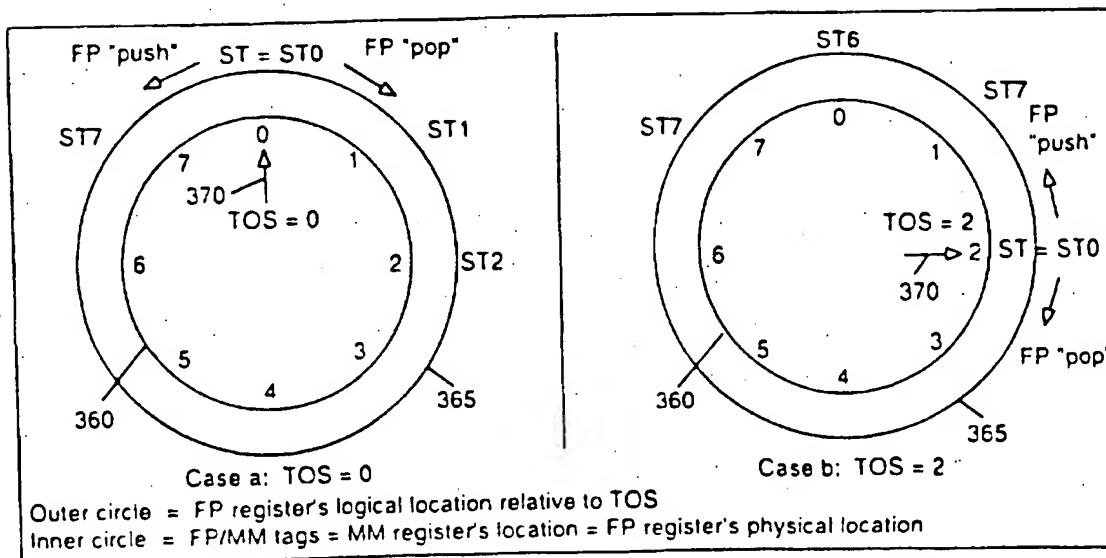 FP "push"
ST = ST0
FP "pop"
ST7
ST1
0
7
1
370
TOS = 0
6
2
ST2
5
3
4
360
365
Case a: TOS = 0
ST6
ST7
ST7
FP
"push"
0
7
1
TOS = 2
6
2
ST = ST0
370
5
3
4
FP "pop"
360
365
Case b: TOS = 2
Outer circle = FP register's logical location relative to TOS
Inner circle = FP/MM tags = MM register's location = FP register's physical location